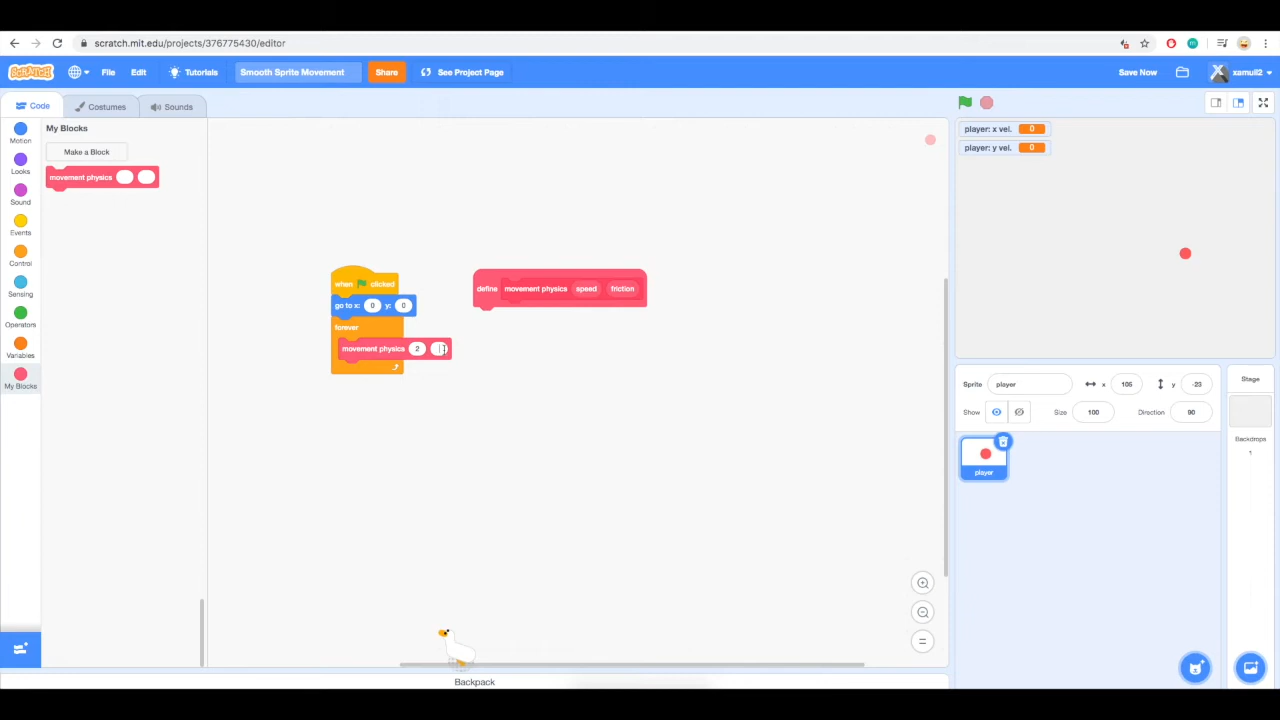 scratch.mit.edu/projects/376775430/editor
SCRATCH File Edit Tutorials Smooth Sprite Movement Share See Project Page Save Now xamuil2
Code Costumes Sounds
My Blocks
Make a Block
movement physics
Motion
Looks
Sound
Events
Control
Sensing
Operators
Variables
My Blocks
when clicked
go to x: 0 y: 0
forever
movement physics 2
define movement physics speed friction
player: x vel. 0
player: y vel. 0
Sprite player x 105 y -23
Show Size 100 Direction 90
player
Stage
Backdrops
1
Backpack